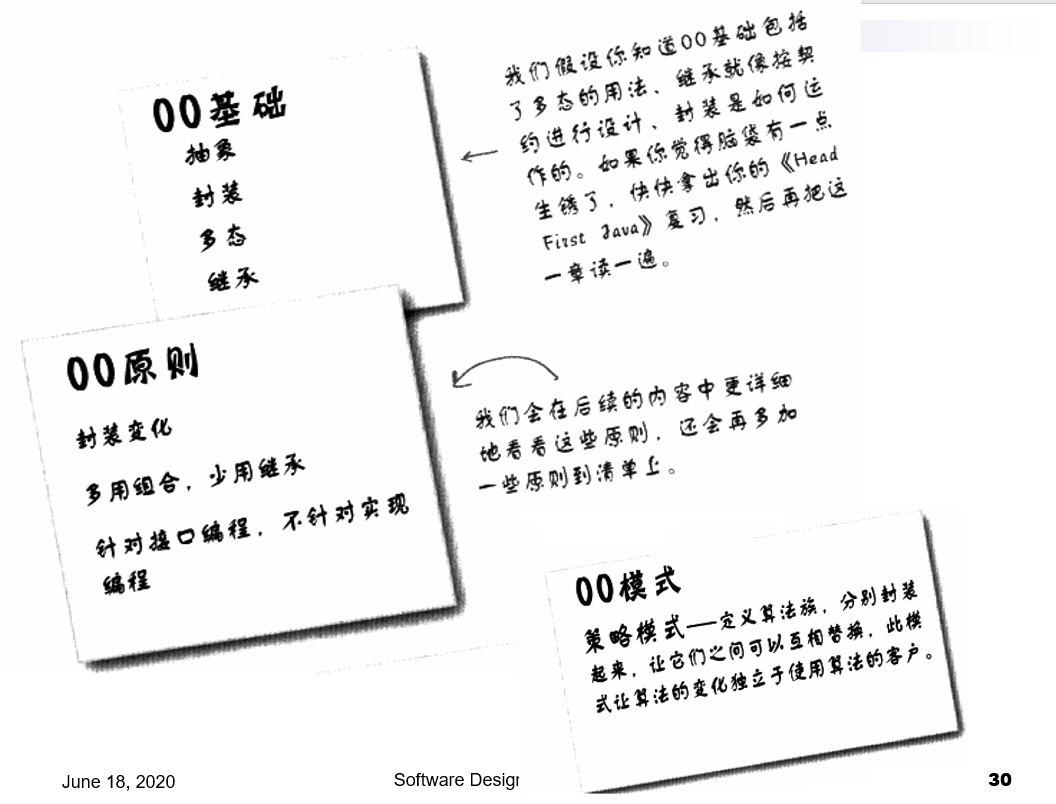 OO基础
抽象
封装
多态
继承
我们假设你知道OO基础包括
了多态的用法、继承就像按契
约进行设计、封装是如何运
作的。如果你觉得脑袋有一点
生锈了，快快拿出你的《Head
First Java》复习，然后再把这
一章读一遍。
OO原则
封装变化
多用组合，少用继承
针对接口编程，不针对实现
编程
我们会在后续的内容中更详细
地看看这些原则，还会再多加
一些原则到清单上。
OO模式
策略模式——定义算法族，分别封装
起来，让它们之间可以互相替换，此模
式让算法的变化独立于使用算法的客户。
June 18, 2020
Software Design
30